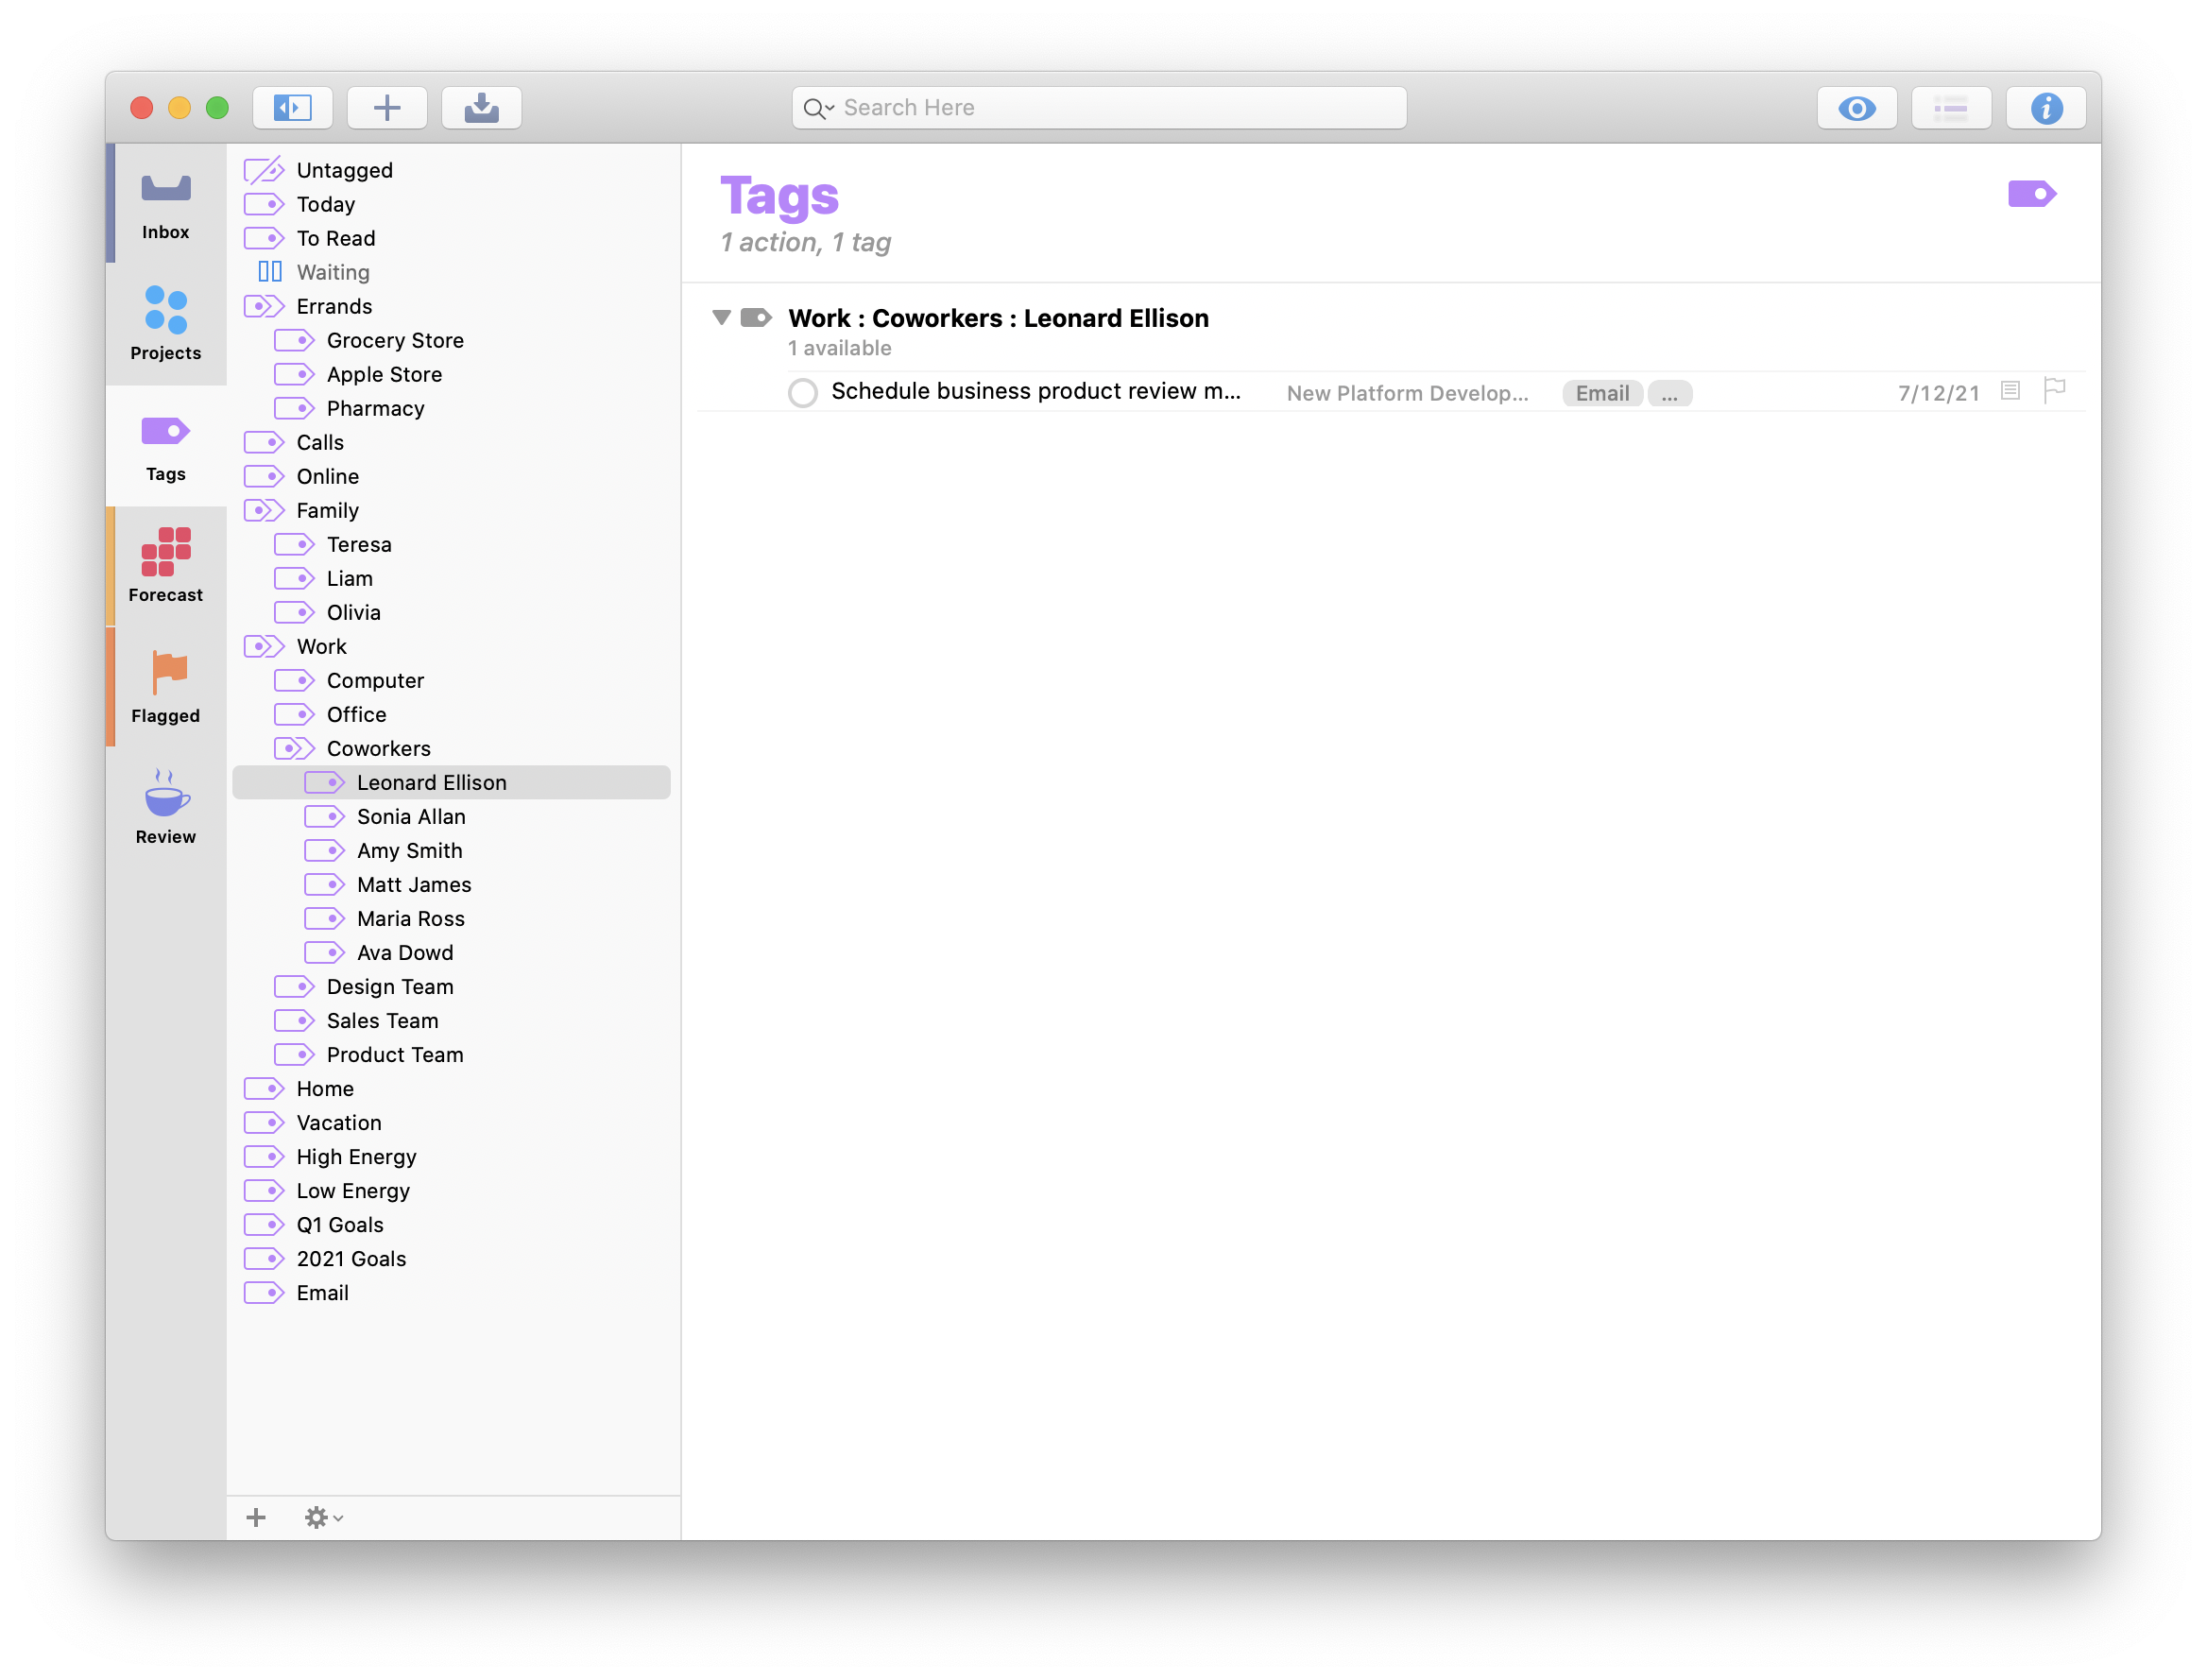 Search Here
Inbox
Projects
Tags
Forecast
Flagged
Review
Untagged
Today
To Read
Waiting
Errands
Grocery Store
Apple Store
Pharmacy
Calls
Online
Family
Teresa
Liam
Olivia
Work
Computer
Office
Coworkers
Leonard Ellison
Sonia Allan
Amy Smith
Matt James
Maria Ross
Ava Dowd
Design Team
Sales Team
Product Team
Home
Vacation
High Energy
Low Energy
Q1 Goals
2021 Goals
Email
Tags
1 action, 1 tag
Work : Coworkers : Leonard Ellison
1 available
Schedule business product review m... New Platform Develop... Email ... 7/12/21